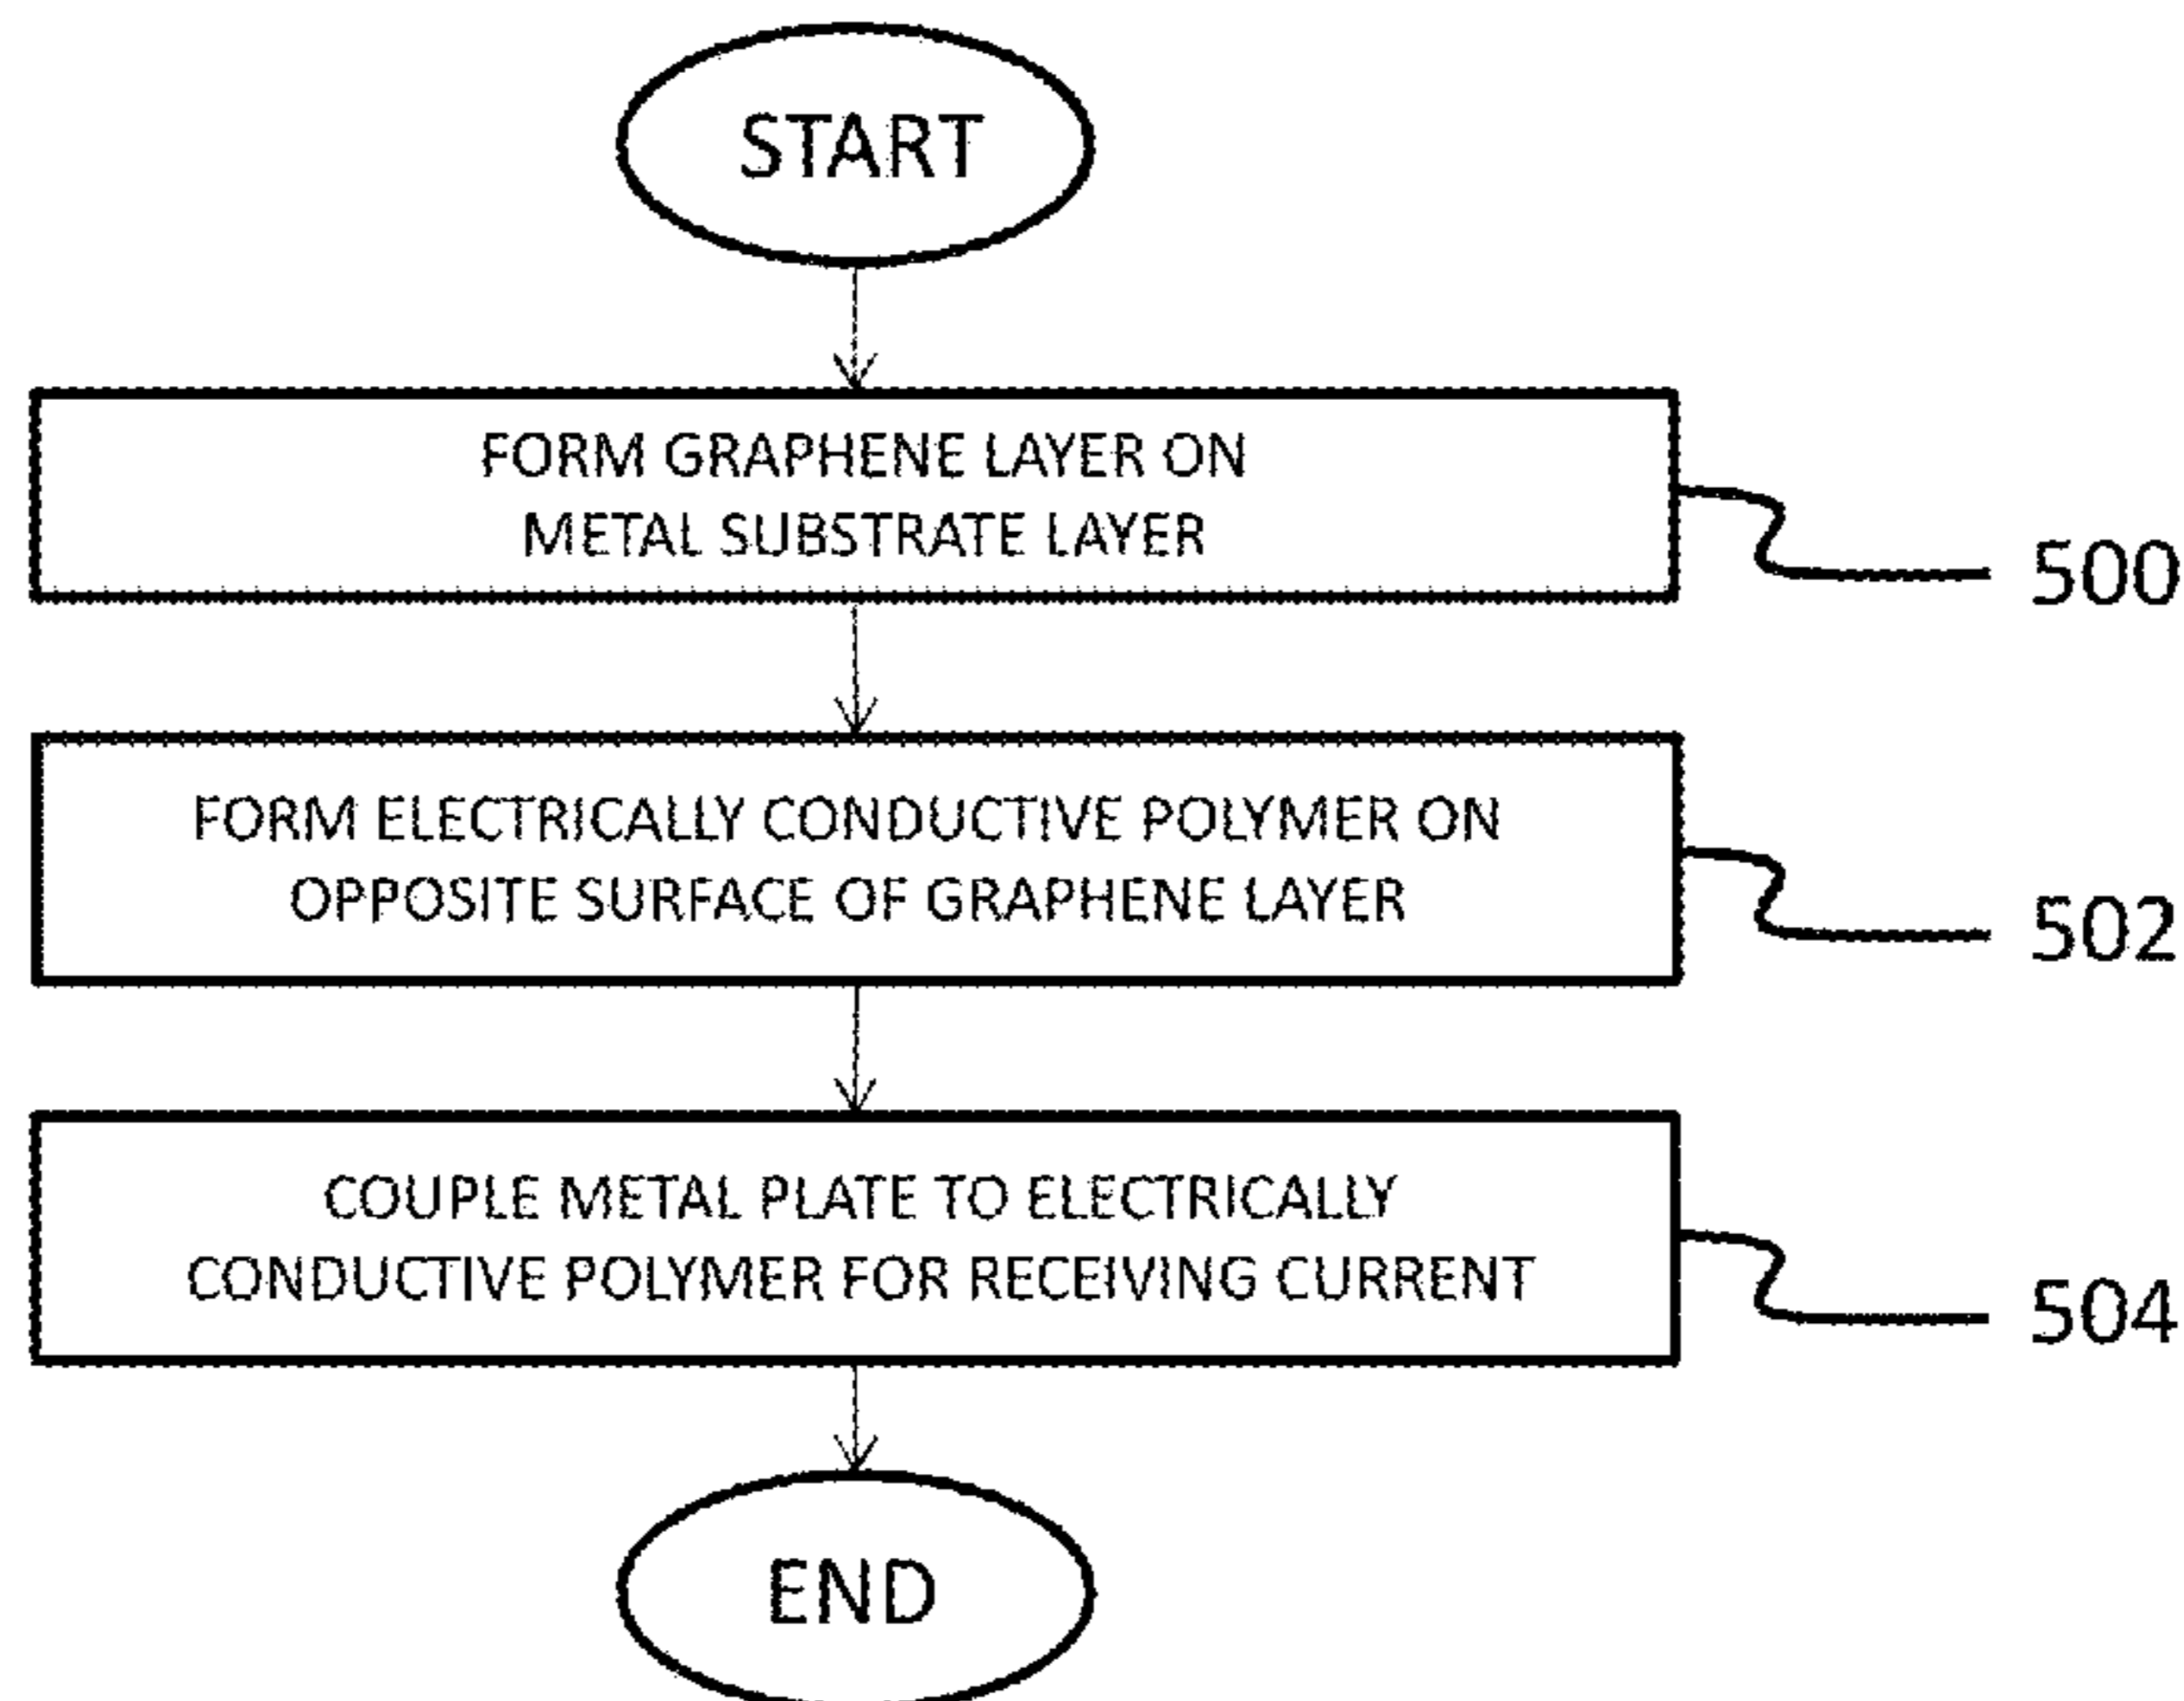 START
FORM GRAPHENE LAYER ON
METAL SUBSTRATE LAYER
500
FORM ELECTRICALLY CONDUCTIVE POLYMER ON
OPPOSITE SURFACE OF GRAPHENE LAYER
502
COUPLE METAL PLATE TO ELECTRICALLY
CONDUCTIVE POLYMER FOR RECEIVING CURRENT
504
END